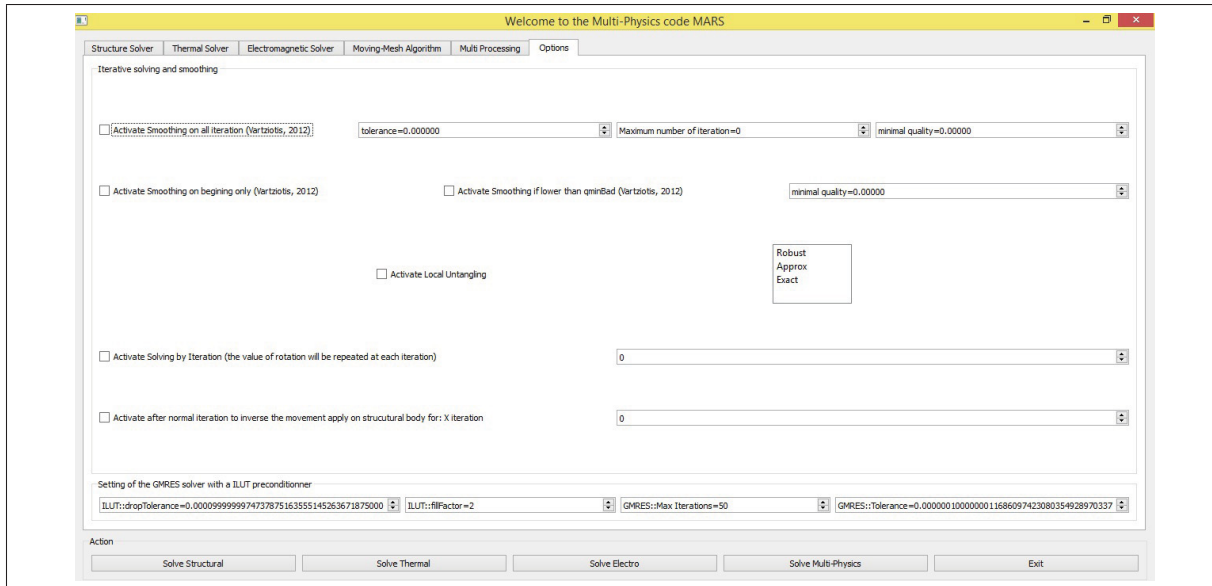 Welcome to the Multi-Physics code MARS
Structure Solver Thermal Solver Electromagnetic Solver Moving-Mesh Algorithm Multi Processing Options
Iterative solving and smoothing
Activate Smoothing on all iteration (Vartziotis, 2012) tolerance=0.000000 Maximum number of iteration=0 minimal quality=0.00000
Activate Smoothing on begining only (Vartziotis, 2012) Activate Smoothing if lower than qminBad (Vartziotis, 2012) minimal quality=0.00000
Robust
Approx
Exact
Activate Local Untangling
Activate Solving by Iteration (the value of rotation will be repeated at each iteration) 0
Activate after normal iteration to inverse the movement apply on strucutural body for: X iteration 0
Setting of the GMRES solver with a ILUT preconditionner
ILUT::dropTolerance=0.0000099999997473787516355514526367187​5000 ILUT::fillFactor=2 GMRES::Max Iterations=50 GMRES::Tolerance=0.0000001000000011686097423080354928970337
Action
Solve Structural Solve Thermal Solve Electro Solve Multi-Physics Exit